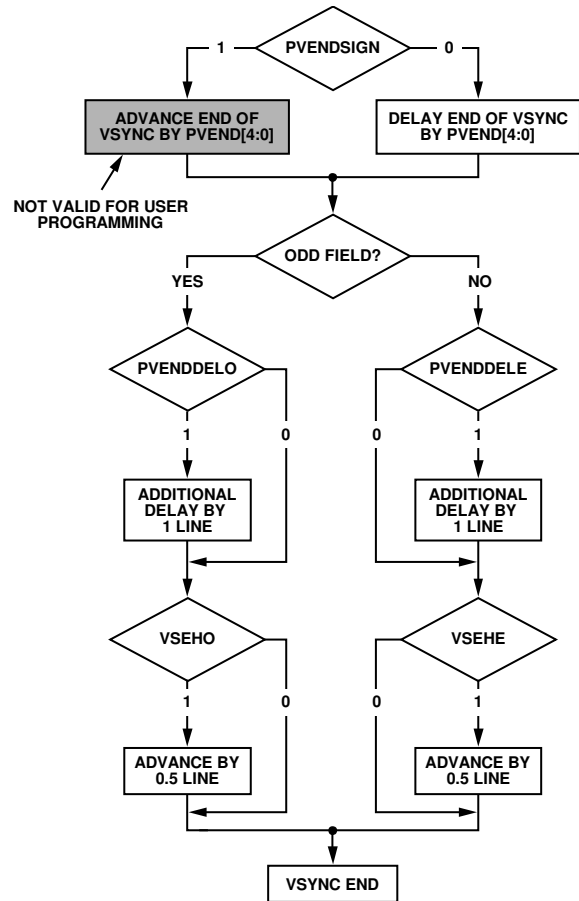 PVENDSIGN
1
0
ADVANCE END OF
VSYNC BY PVEND[4:0]
DELAY END OF VSYNC
BY PVEND[4:0]
NOT VALID FOR USER
PROGRAMMING
ODD FIELD?
YES
NO
PVENDDELO
PVENDDELE
1
0
0
1
ADDITIONAL
DELAY BY
1 LINE
ADDITIONAL
DELAY BY
1 LINE
VSEHO
VSEHE
1
0
0
1
ADVANCE BY
0.5 LINE
ADVANCE BY
0.5 LINE
VSYNC END